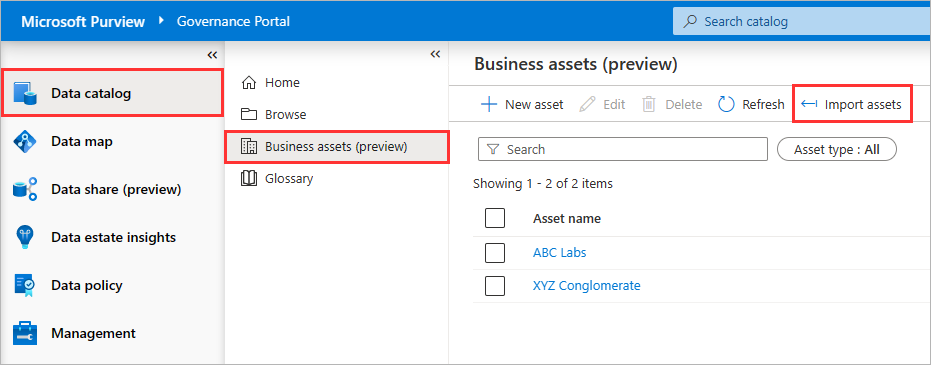 Microsoft Purview Governance Portal
Search catalog
Data catalog
Data map
Data share (preview)
Data estate insights
Data policy
Management
Home
Browse
Business assets (preview)
Glossary
Business assets (preview)
New asset Edit Delete Refresh Import assets
Search Asset type : All
Showing 1 - 2 of 2 items
Asset name
ABC Labs
XYZ Conglomerate